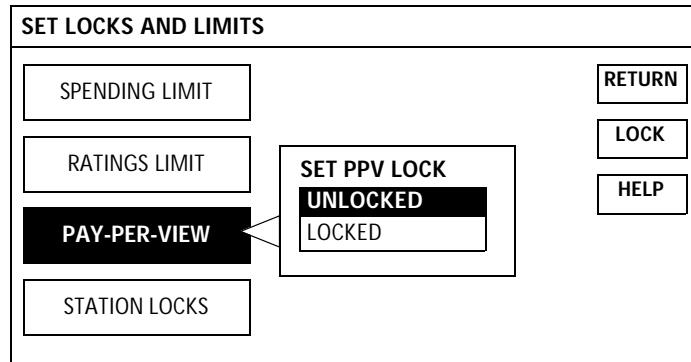 SET LOCKS AND LIMITS
SPENDING LIMIT
RATINGS LIMIT
PAY-PER-VIEW
STATION LOCKS
SET PPV LOCK
UNLOCKED
LOCKED
RETURN
LOCK
HELP